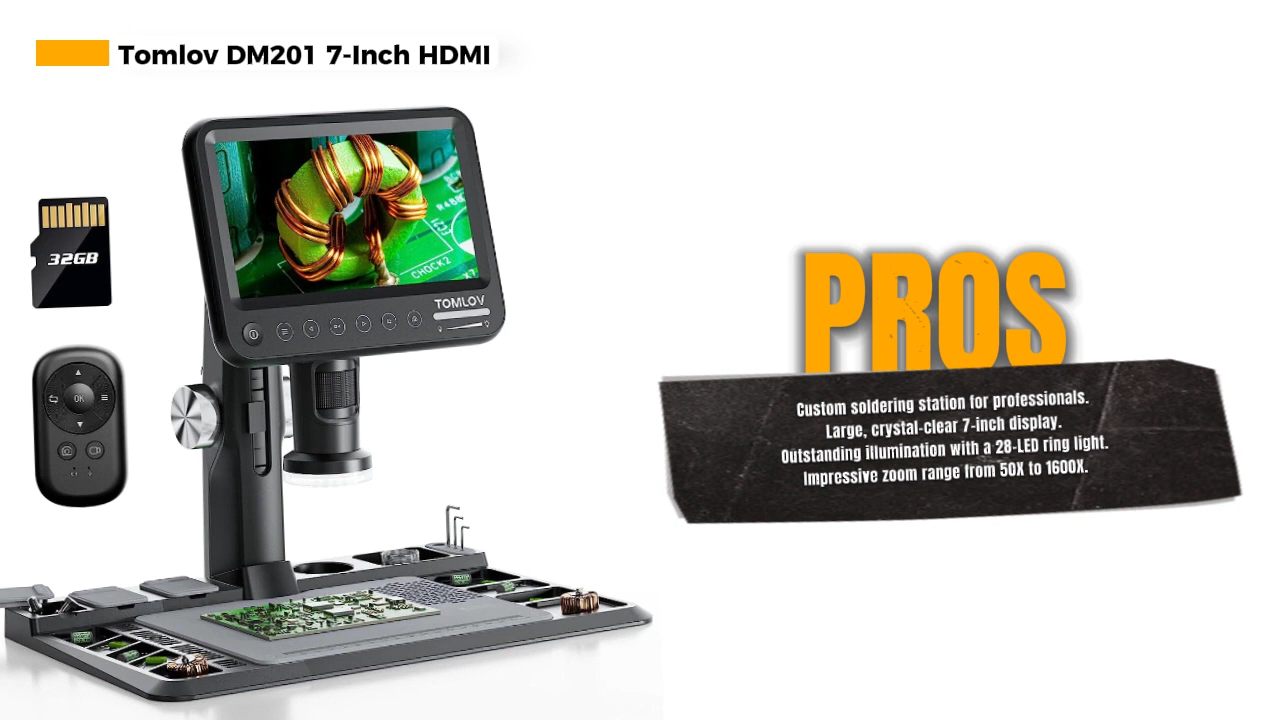 Tomlov DM201 7-Inch HDMI
32GB
OK
CHOCK2
TOMLOV
PROS
Custom soldering station for professionals.
Large, crystal-clear 7-inch display.
Outstanding illumination with a 28-LED ring light.
Impressive zoom range from 50X to 1600X.